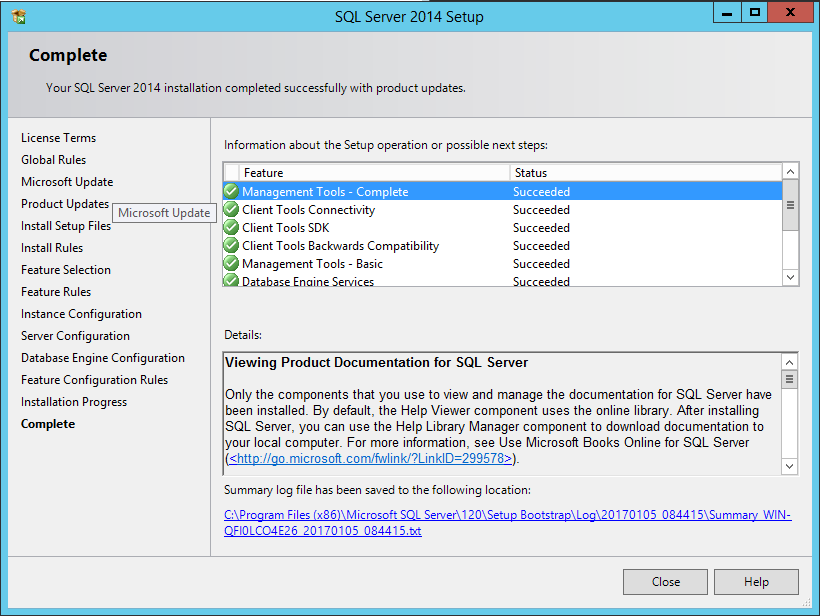 SQL Server 2014 Setup
Complete
Your SQL Server 2014 installation completed successfully with product updates.
License Terms
Global Rules
Microsoft Update
Product Updates
Microsoft Update
Install Setup Files
Install Rules
Feature Selection
Feature Rules
Instance Configuration
Server Configuration
Database Engine Configuration
Feature Configuration Rules
Installation Progress
Complete
Information about the Setup operation or possible next steps:
Feature Status
Management Tools - Complete Succeeded
Client Tools Connectivity Succeeded
Client Tools SDK Succeeded
Client Tools Backwards Compatibility Succeeded
Management Tools - Basic Succeeded
Database Engine Services Succeeded
Details:
Viewing Product Documentation for SQL Server
Only the components that you use to view and manage the documentation for SQL Server have
been installed. By default, the Help Viewer component uses the online library. After installing
SQL Server, you can use the Help Library Manager component to download documentation to
your local computer. For more information, see Use Microsoft Books Online for SQL Server
(<http://go.microsoft.com/fwlink/?LinkID=299578>).
Summary log file has been saved to the following location:
C:\Program Files (x86)\Microsoft SQL Server\120\Setup Bootstrap\Log\20170105_084415\Summary_WIN-
QFI0LCO4E26_20170105_084415.txt
Close Help